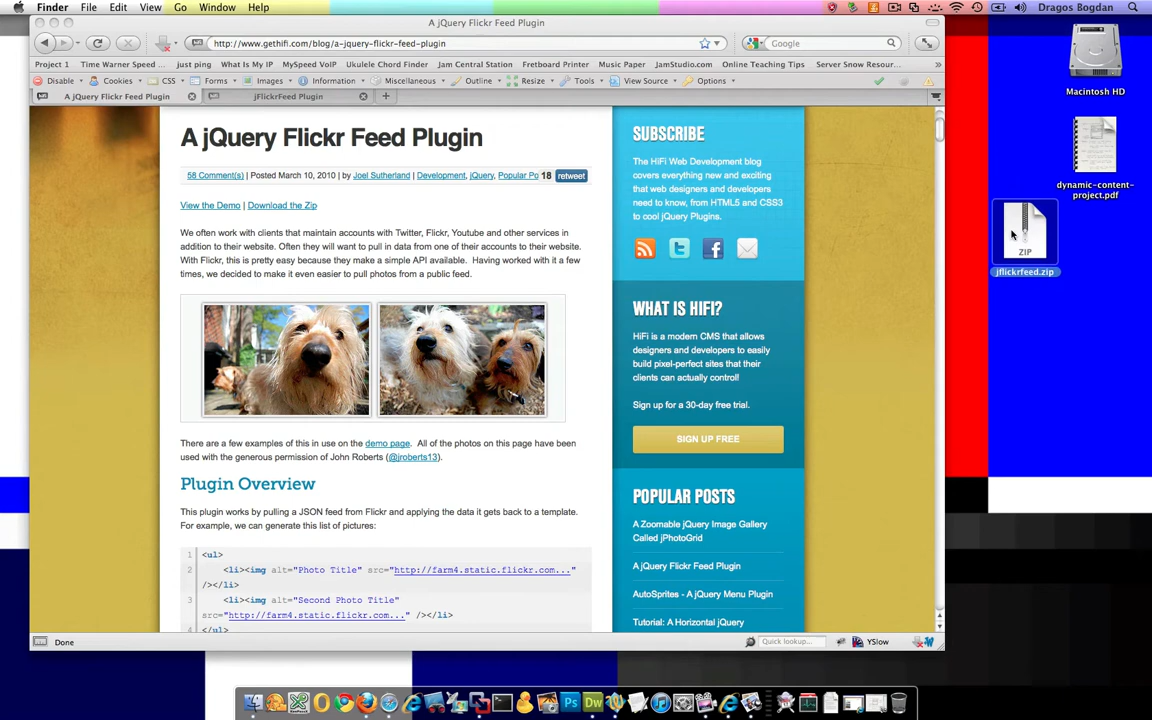 Finder File Edit View Go Window Help Dragos Bogdan
A jQuery Flickr Feed Plugin
http://www.gethifi.com/blog/a-jquery-flickr-feed-plugin Google
Project 1 Time Warner Speed ... just ping What Is My IP MySpeed VoIP Ukulele Chord Finder Jam Central Station Fretboard Printer Music Paper JamStudio.com Online Teaching Tips Server Snow Resour... »
Disable Cookies CSS Forms Images Information Miscellaneous Outline Resize Tools View Source Options
A jQuery Flickr Feed Plugin jFlickrFeed Plugin +
A jQuery Flickr Feed Plugin
58 Comment(s) | Posted March 10, 2010 | by Joel Sutherland | Development, jQuery, Popular Po 18 retweet
View the Demo | Download the Zip
We often work with clients that maintain accounts with Twitter, Flickr, Youtube and other services in
addition to their website. Often they will want to pull in data from one of their accounts to their website.
With Flickr, this is pretty easy because they make a simple API available. Having worked with it a few
times, we decided to make it even easier to pull photos from a public feed.
There are a few examples of this in use on the demo page. All of the photos on this page have been
used with the generous permission of John Roberts (@jroberts13).
Plugin Overview
This plugin works by pulling a JSON feed from Flickr and applying the data it gets back to a template.
For example, we can generate this list of pictures:
1 <ul>
2 <li><img alt="Photo Title" src="http://farm4.static.flickr.com..."
/></li>
3 <li><img alt="Second Photo Title"
src="http://farm4.static.flickr.com..." /></li>
4 </ul>
SUBSCRIBE
The HiFi Web Development blog
covers everything new and exciting
that web designers and developers
need to know, from HTML5 and CSS3
to cool jQuery Plugins.
WHAT IS HIFI?
HiFi is a modern CMS that allows
designers and developers to easily
build pixel-perfect sites that their
clients can actually control!
Sign up for a 30-day free trial.
SIGN UP FREE
POPULAR POSTS
A Zoomable jQuery Image Gallery
Called jPhotoGrid
A jQuery Flickr Feed Plugin
AutoSprites - A jQuery Menu Plugin
Tutorial: A Horizontal jQuery
Done Quick lookup... YSlow
Macintosh HD
dynamic-content-
project.pdf
ZIP
jflickrfeed.zip
Ps Dw